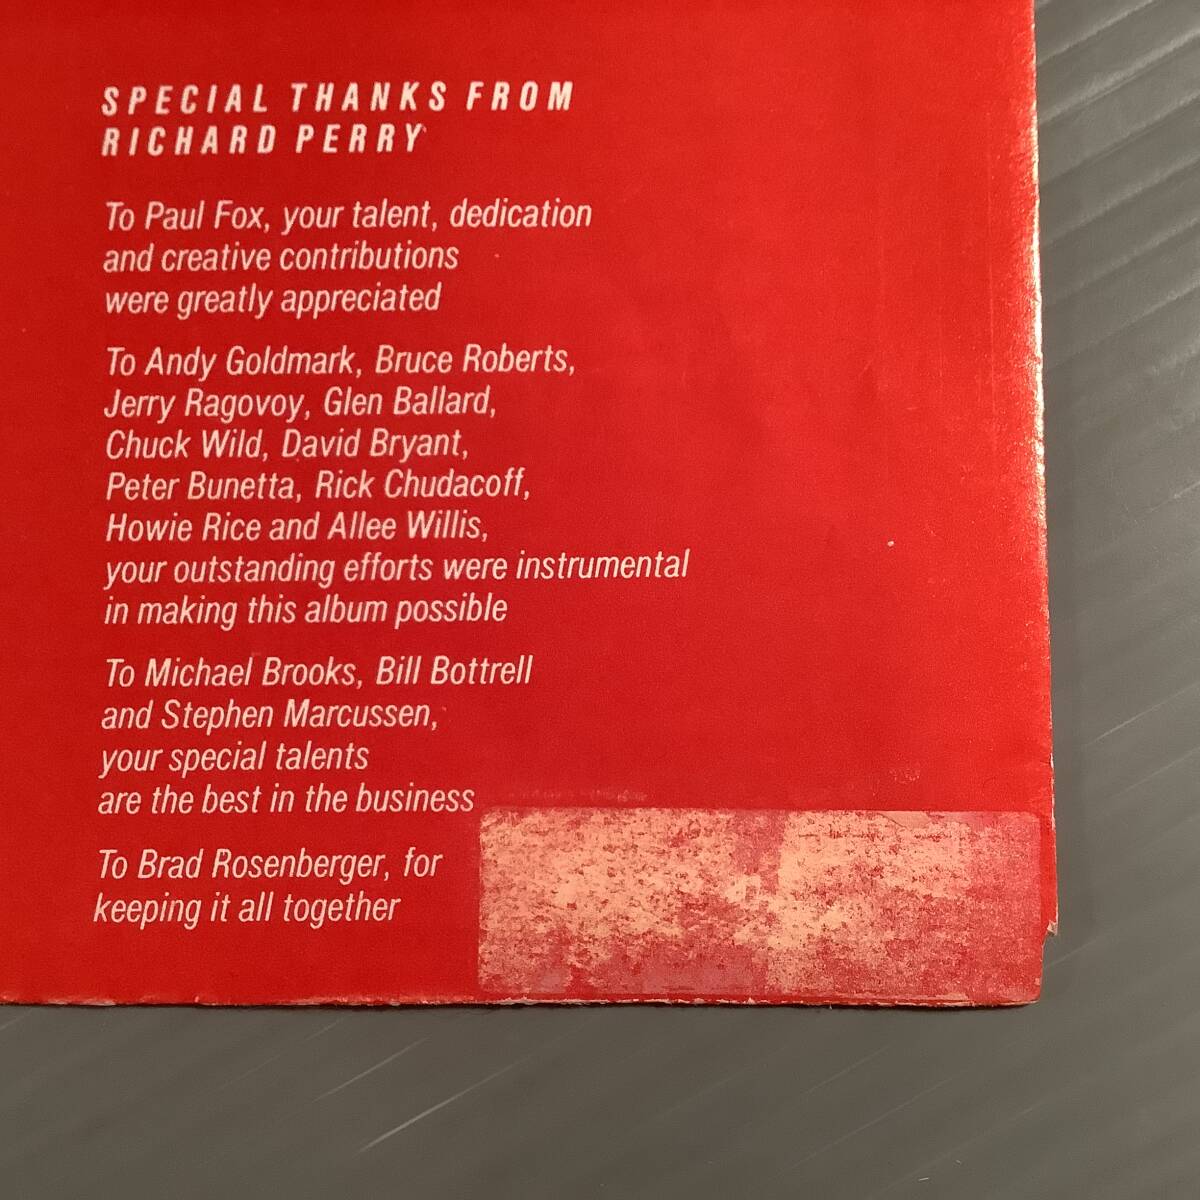 SPECIAL THANKS FROM
RICHARD PERRY
To Paul Fox, your talent, dedication
and creative contributions
were greatly appreciated
To Andy Goldmark, Bruce Roberts,
Jerry Ragovoy, Glen Ballard,
Chuck Wild, David Bryant,
Peter Bunetta, Rick Chudacoff,
Howie Rice and Allee Willis,
your outstanding efforts were instrumental
in making this album possible
To Michael Brooks, Bill Bottrell
and Stephen Marcussen,
your special talents
are the best in the business
To Brad Rosenberger, for
keeping it all together